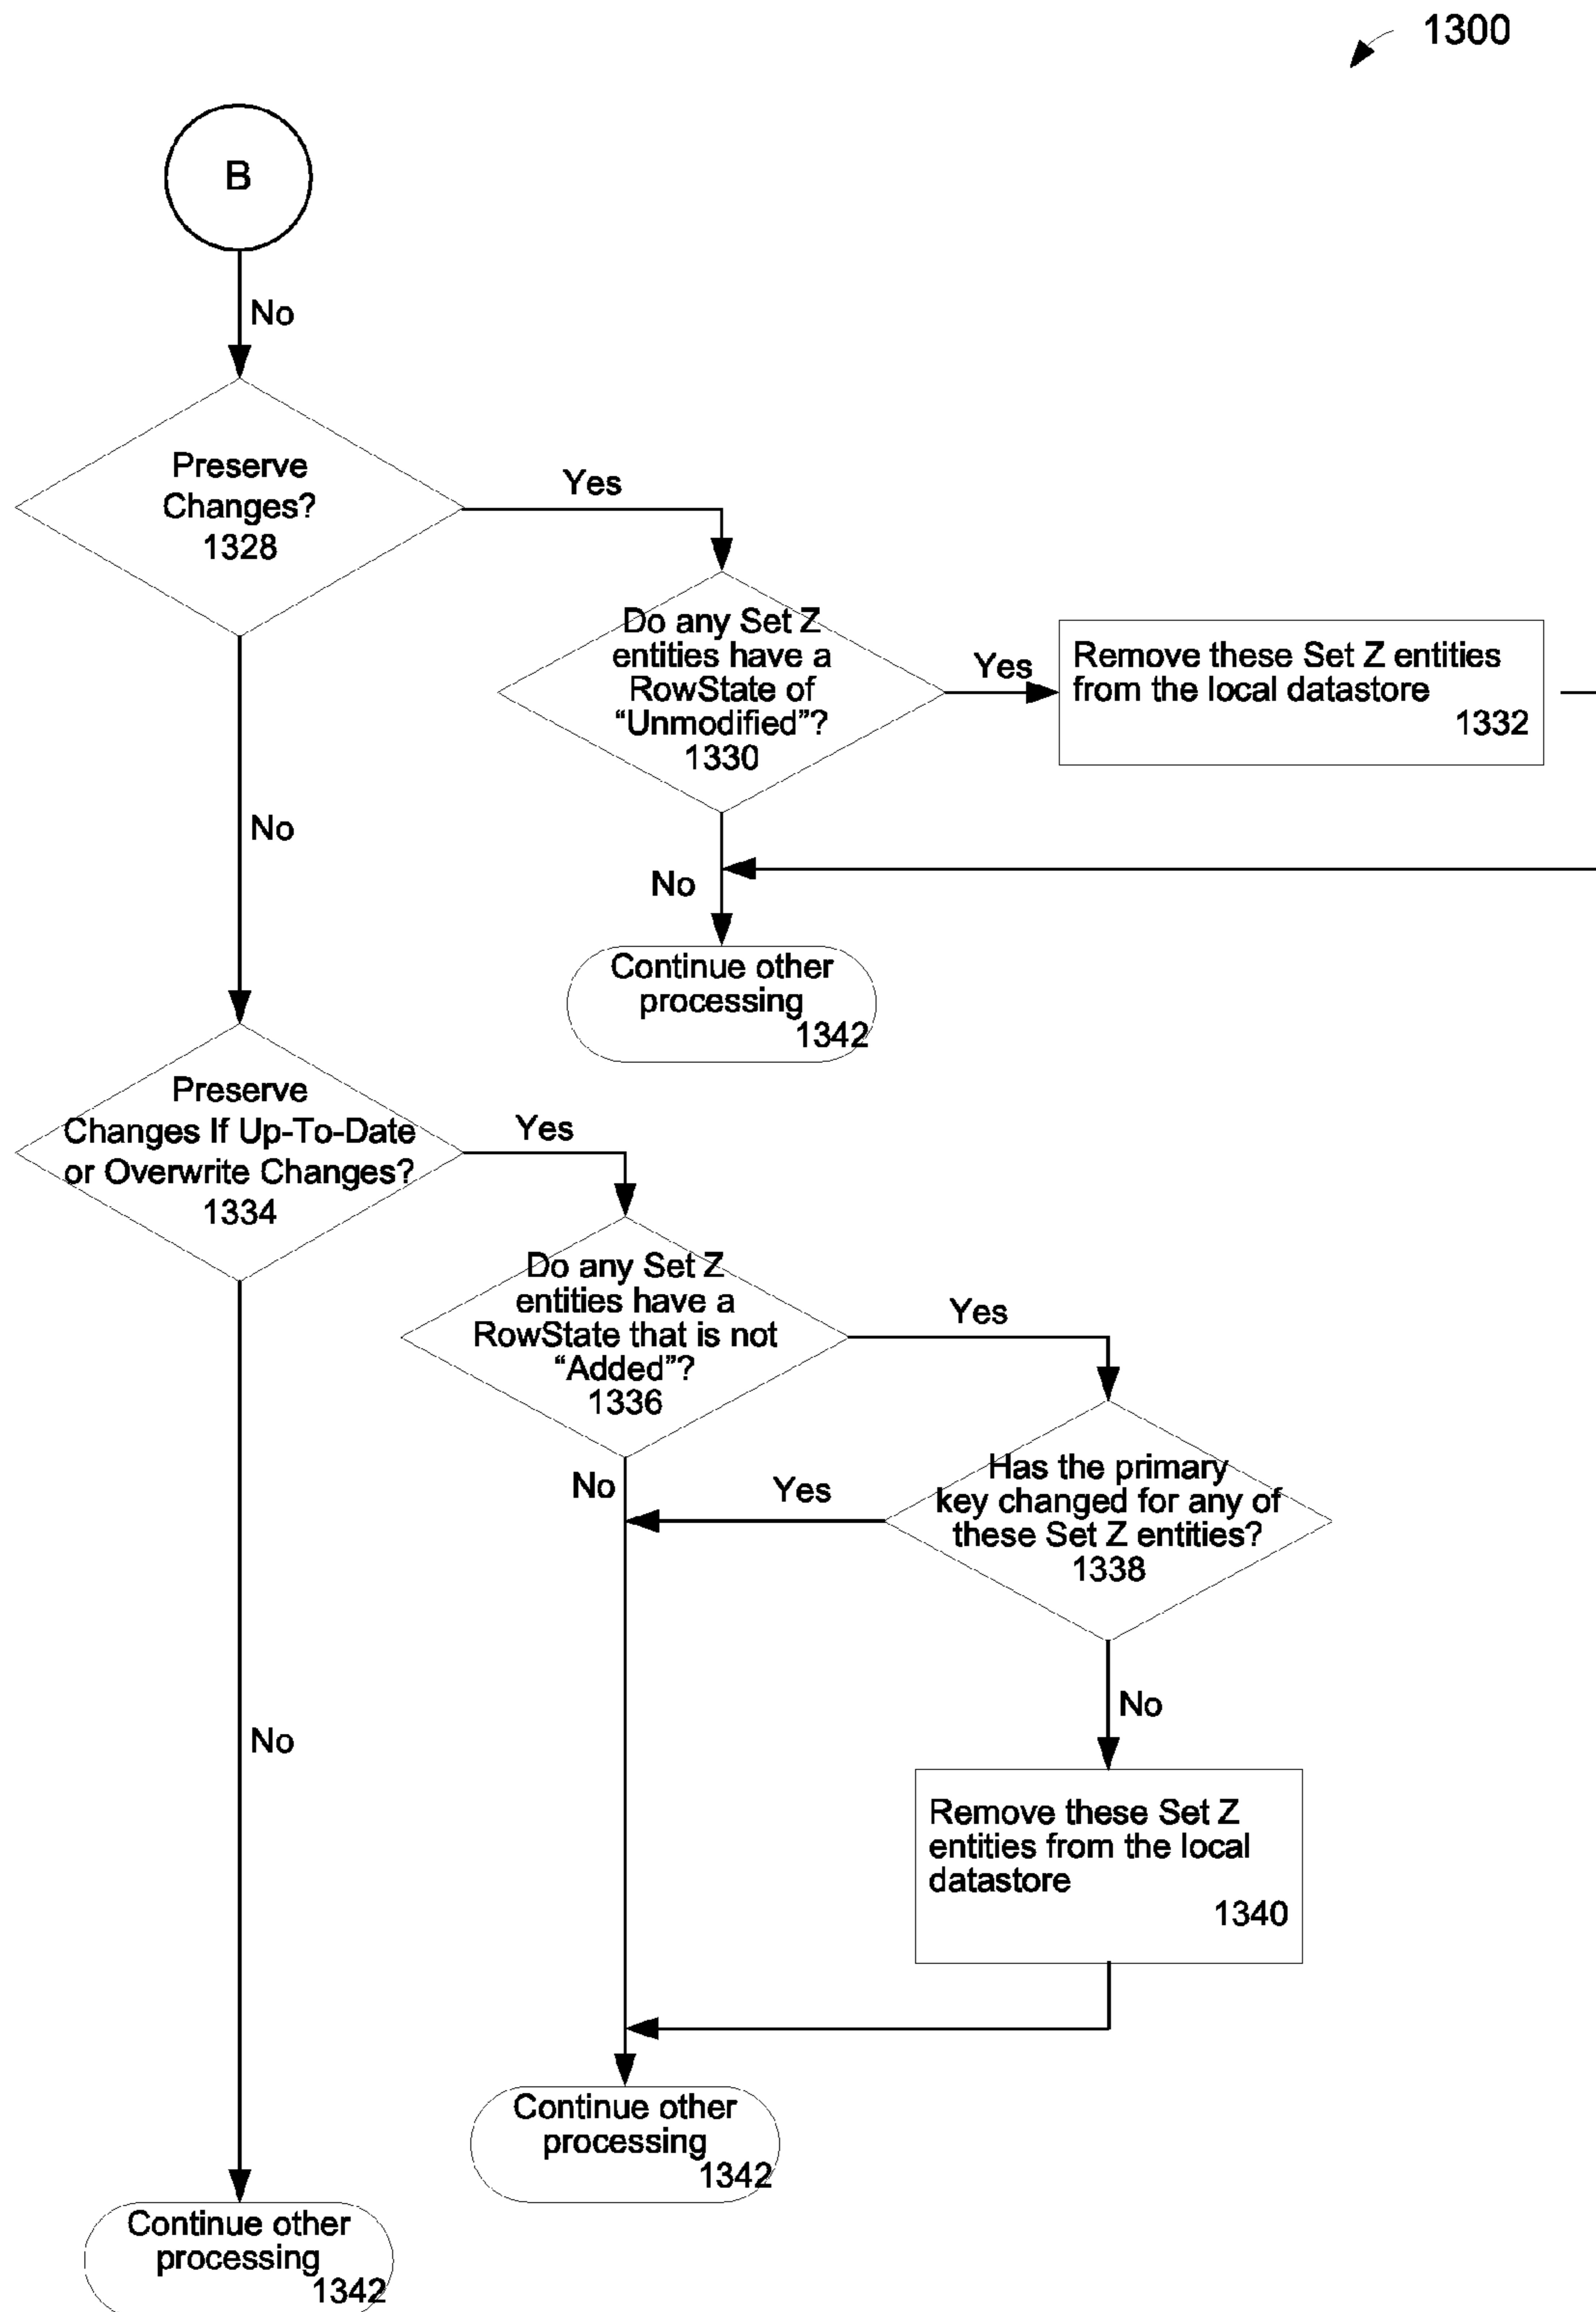 1300
B
No
Preserve
Changes?
1328
Yes
Do any Set Z
entities have a
RowState of
“Unmodified”?
1330
Yes
Remove these Set Z entities
from the local datastore
1332
No
No
Continue other
processing
1342
Preserve
Changes If Up-To-Date
or Overwrite Changes?
1334
Yes
Do any Set Z
entities have a
RowState that is not
“Added”?
1336
Yes
No
Yes
Has the primary
key changed for any of
these Set Z entities?
1338
No
No
Remove these Set Z
entities from the local
datastore
1340
Continue other
processing
1342
Continue other
processing
1342